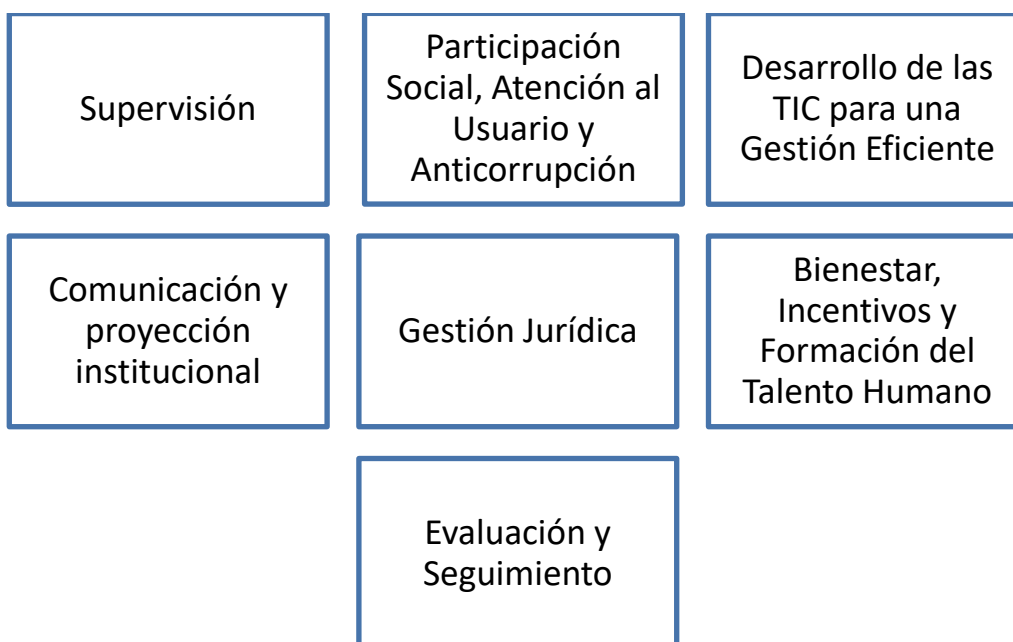 Supervisión
Participación
Social, Atención al
Usuario y
Anticorrupción
Desarrollo de las
TIC para una
Gestión Eficiente
Comunicación y
proyección
institucional
Gestión Jurídica
Bienestar,
Incentivos y
Formación del
Talento Humano
Evaluación y
Seguimiento